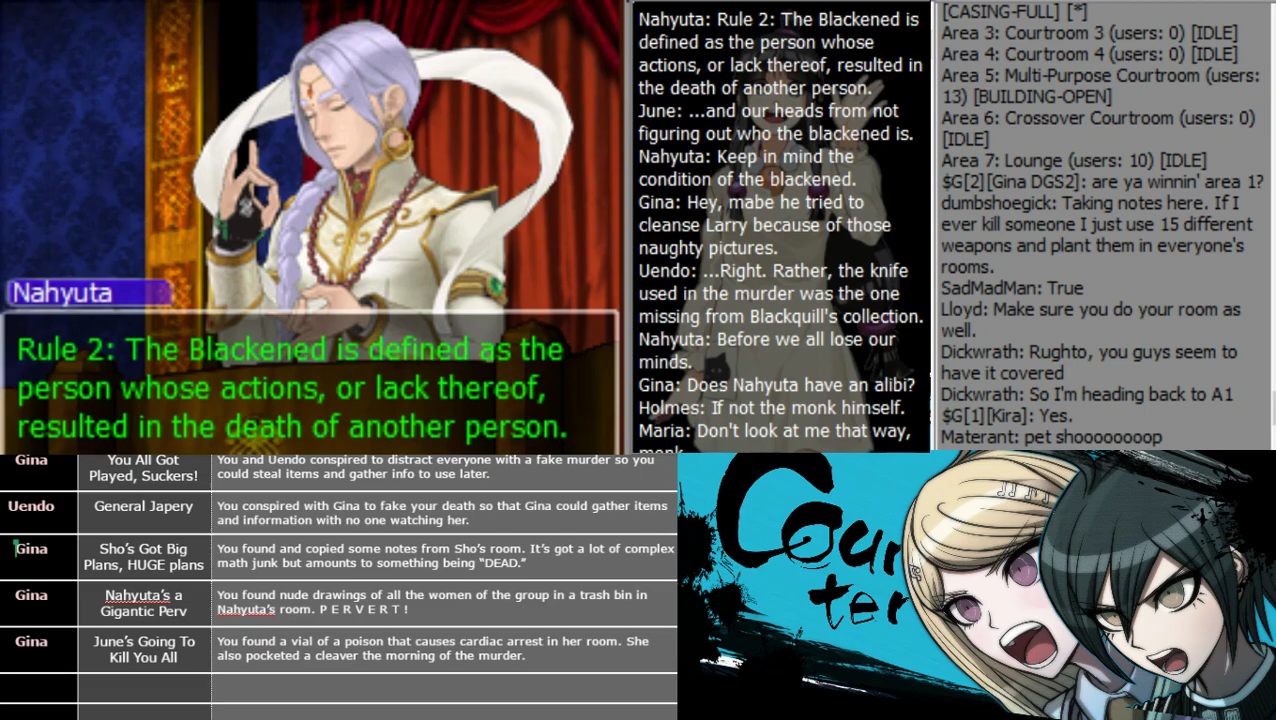 Nahyuta
Rule 2: The Blackened is defined as the
person whose actions, or lack thereof,
resulted in the death of another person.
Nahyuta: Rule 2: The Blackened is
defined as the person whose
actions, or lack thereof, resulted in
the death of another person.
June: ...and our heads from not
figuring out who the blackened is.
Nahyuta: Keep in mind the
condition of the blackened.
Gina: Hey, mabe he tried to
cleanse Larry because of those
naughty pictures.
Uendo: ...Right. Rather, the knife
used in the murder was the one
missing from Blackquill's collection.
Nahyuta: Before we all lose our
minds.
Gina: Does Nahyuta have an alibi?
Holmes: If not the monk himself.
Maria: Don't look at me that way,
monk.
[CASING-FULL] [*]
Area 3: Courtroom 3 (users: 0) [IDLE]
Area 4: Courtroom 4 (users: 0) [IDLE]
Area 5: Multi-Purpose Courtroom (users:
13) [BUILDING-OPEN]
Area 6: Crossover Courtroom (users: 0)
[IDLE]
Area 7: Lounge (users: 10) [IDLE]
$G[2][Gina DGS2]: are ya winnin' area 1?
dumbshoegick: Taking notes here. If I
ever kill someone I just use 15 different
weapons and plant them in everyone's
rooms.
SadMadMan: True
Lloyd: Make sure you do your room as
well.
Dickwrath: Rughto, you guys seem to
have it covered
Dickwrath: So I'm heading back to A1
$G[1][Kira]: Yes.
Materant: pet shooooooooop
Gina
You All Got
Played, Suckers!
You and Uendo conspired to distract everyone with a fake murder so you
could steal items and gather info to use later.
Uendo
General Japery
You conspired with Gina to fake your death so that Gina could gather items
and information with no one watching her.
Gina
Sho's Got Big
Plans, HUGE plans
You found and copied some notes from Sho's room. It's got a lot of complex
math junk but amounts to something being "DEAD."
Gina
Nahyuta's a
Gigantic Perv
You found nude drawings of all the women of the group in a trash bin in
Nahyuta's room. P E R V E R T !
Gina
June's Going To
Kill You All
You found a vial of a poison that causes cardiac arrest in her room. She
also pocketed a cleaver the morning of the murder.
Coun
ter